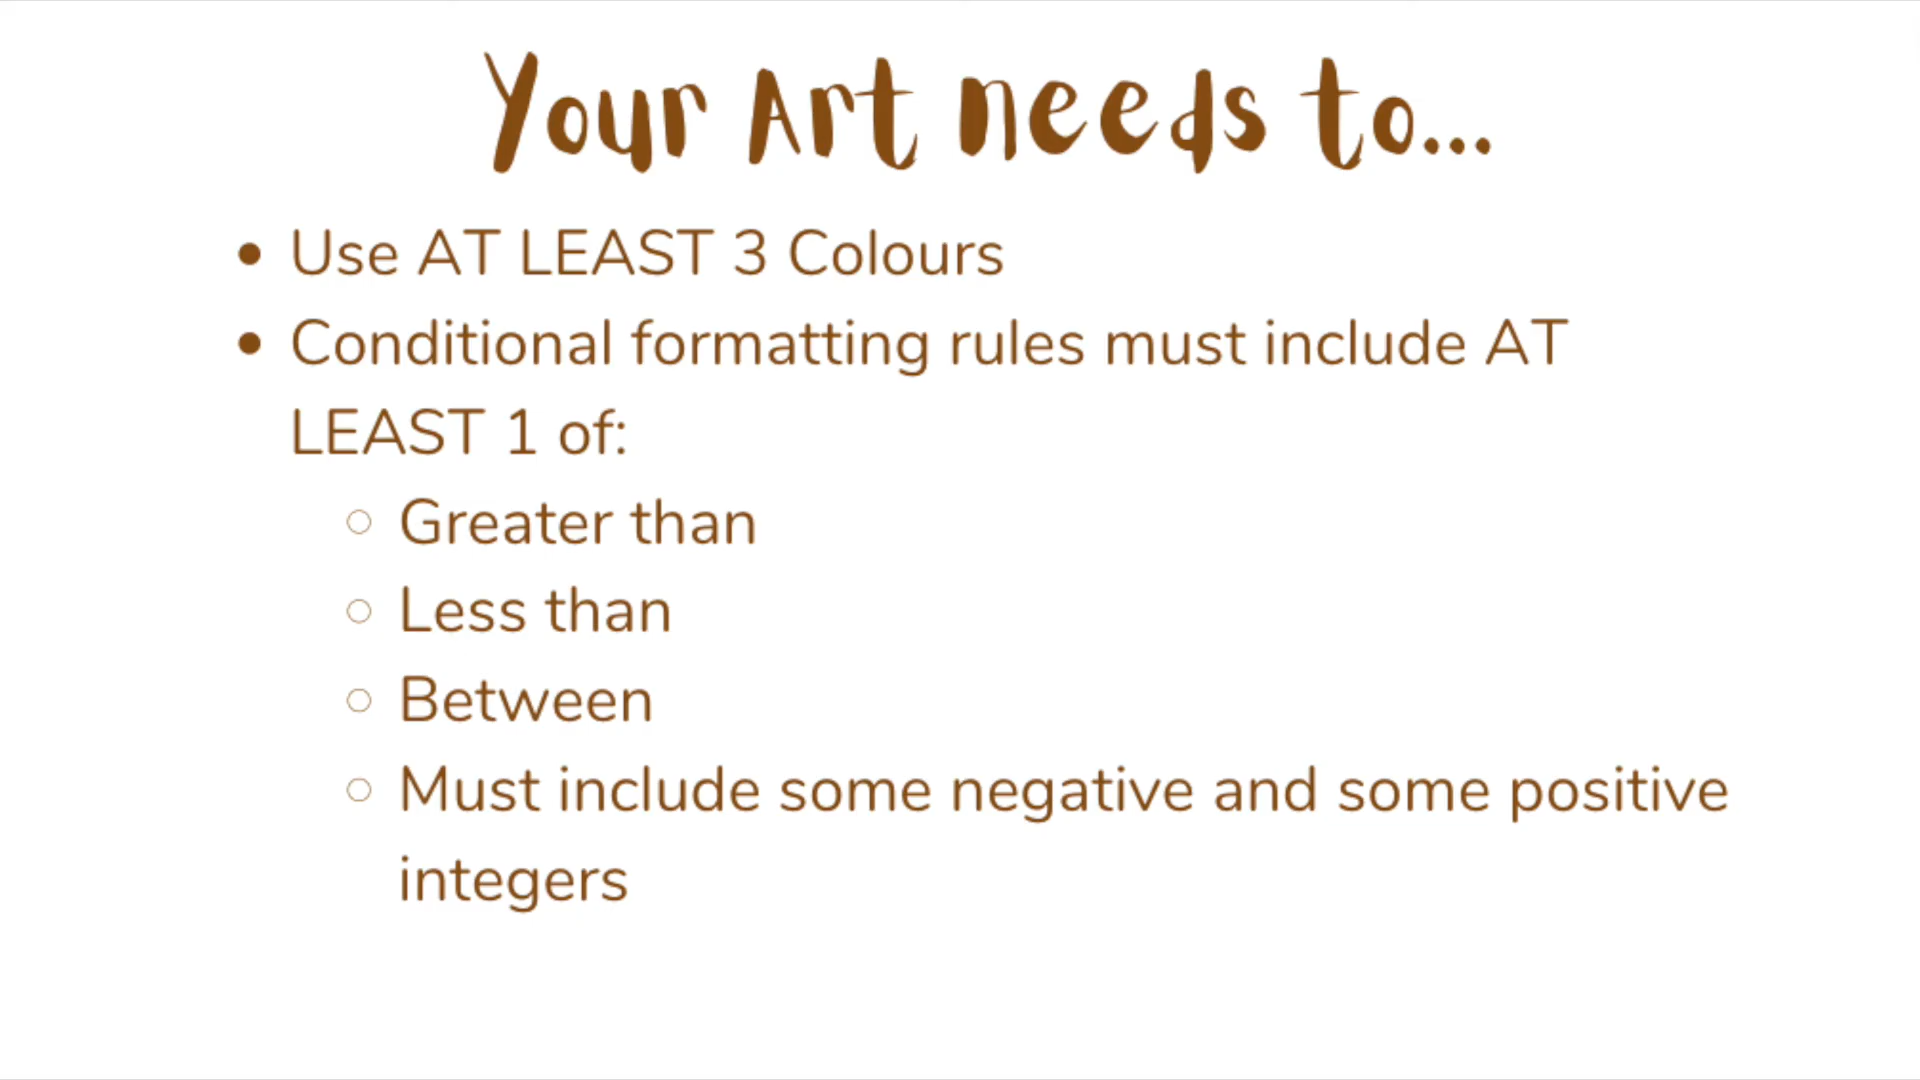 Your Art needs to...
• Use AT LEAST 3 Colours
• Conditional formatting rules must include AT
LEAST 1 of:
○ Greater than
○ Less than
○ Between
○ Must include some negative and some positive
integers